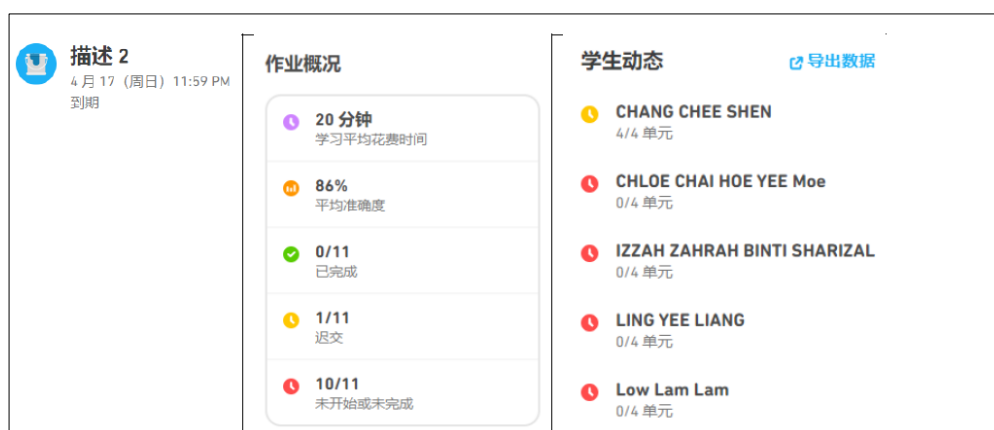 描述 2
4 月 17（周日）11:59 PM
到期
作业概况
20 分钟
学习平均花费时间
86%
平均准确度
0/11
已完成
1/11
迟交
10/11
未开始或未完成
学生动态
导出数据
CHANG CHEE SHEN
4/4 单元
CHLOE CHAI HOE YEE Moe
0/4 单元
IZZAH ZAHRAH BINTI SHARIZAL
0/4 单元
LING YEE LIANG
0/4 单元
Low Lam Lam
0/4 单元